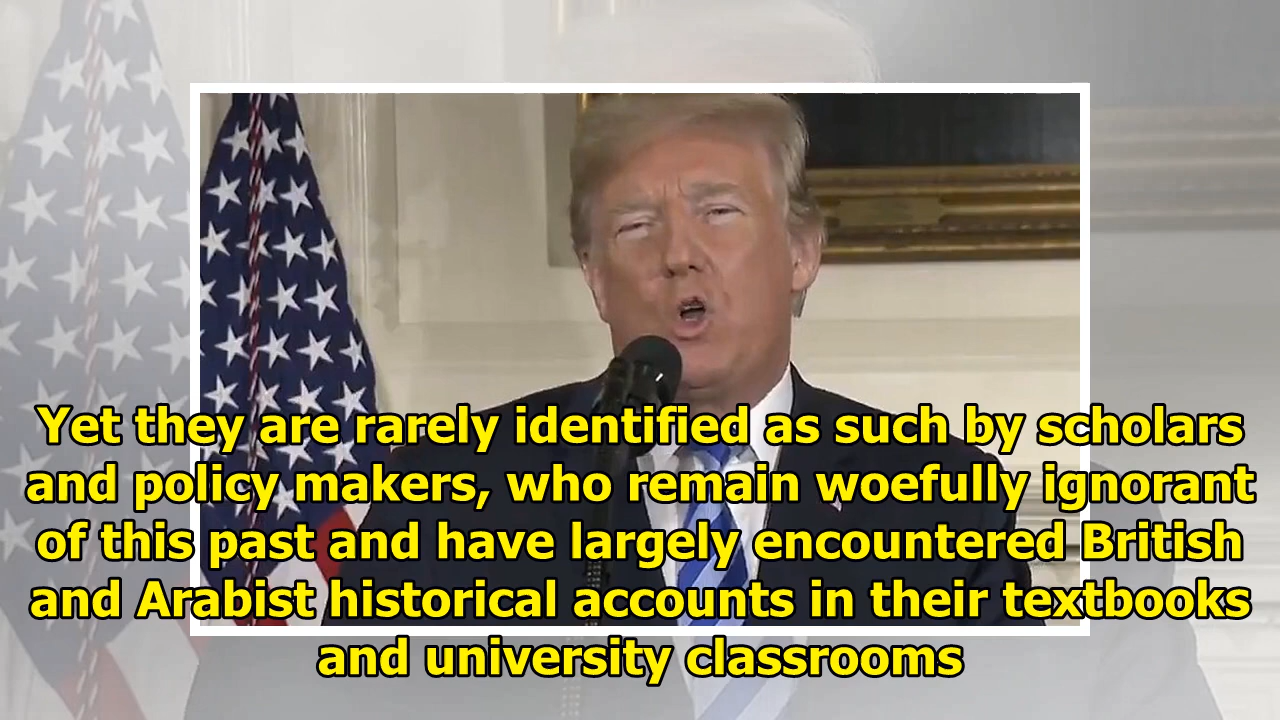 Yet they are rarely identified as such by scholars
and policy makers, who remain woefully ignorant
of this past and have largely encountered British
and Arabist historical accounts in their textbooks
and university classrooms